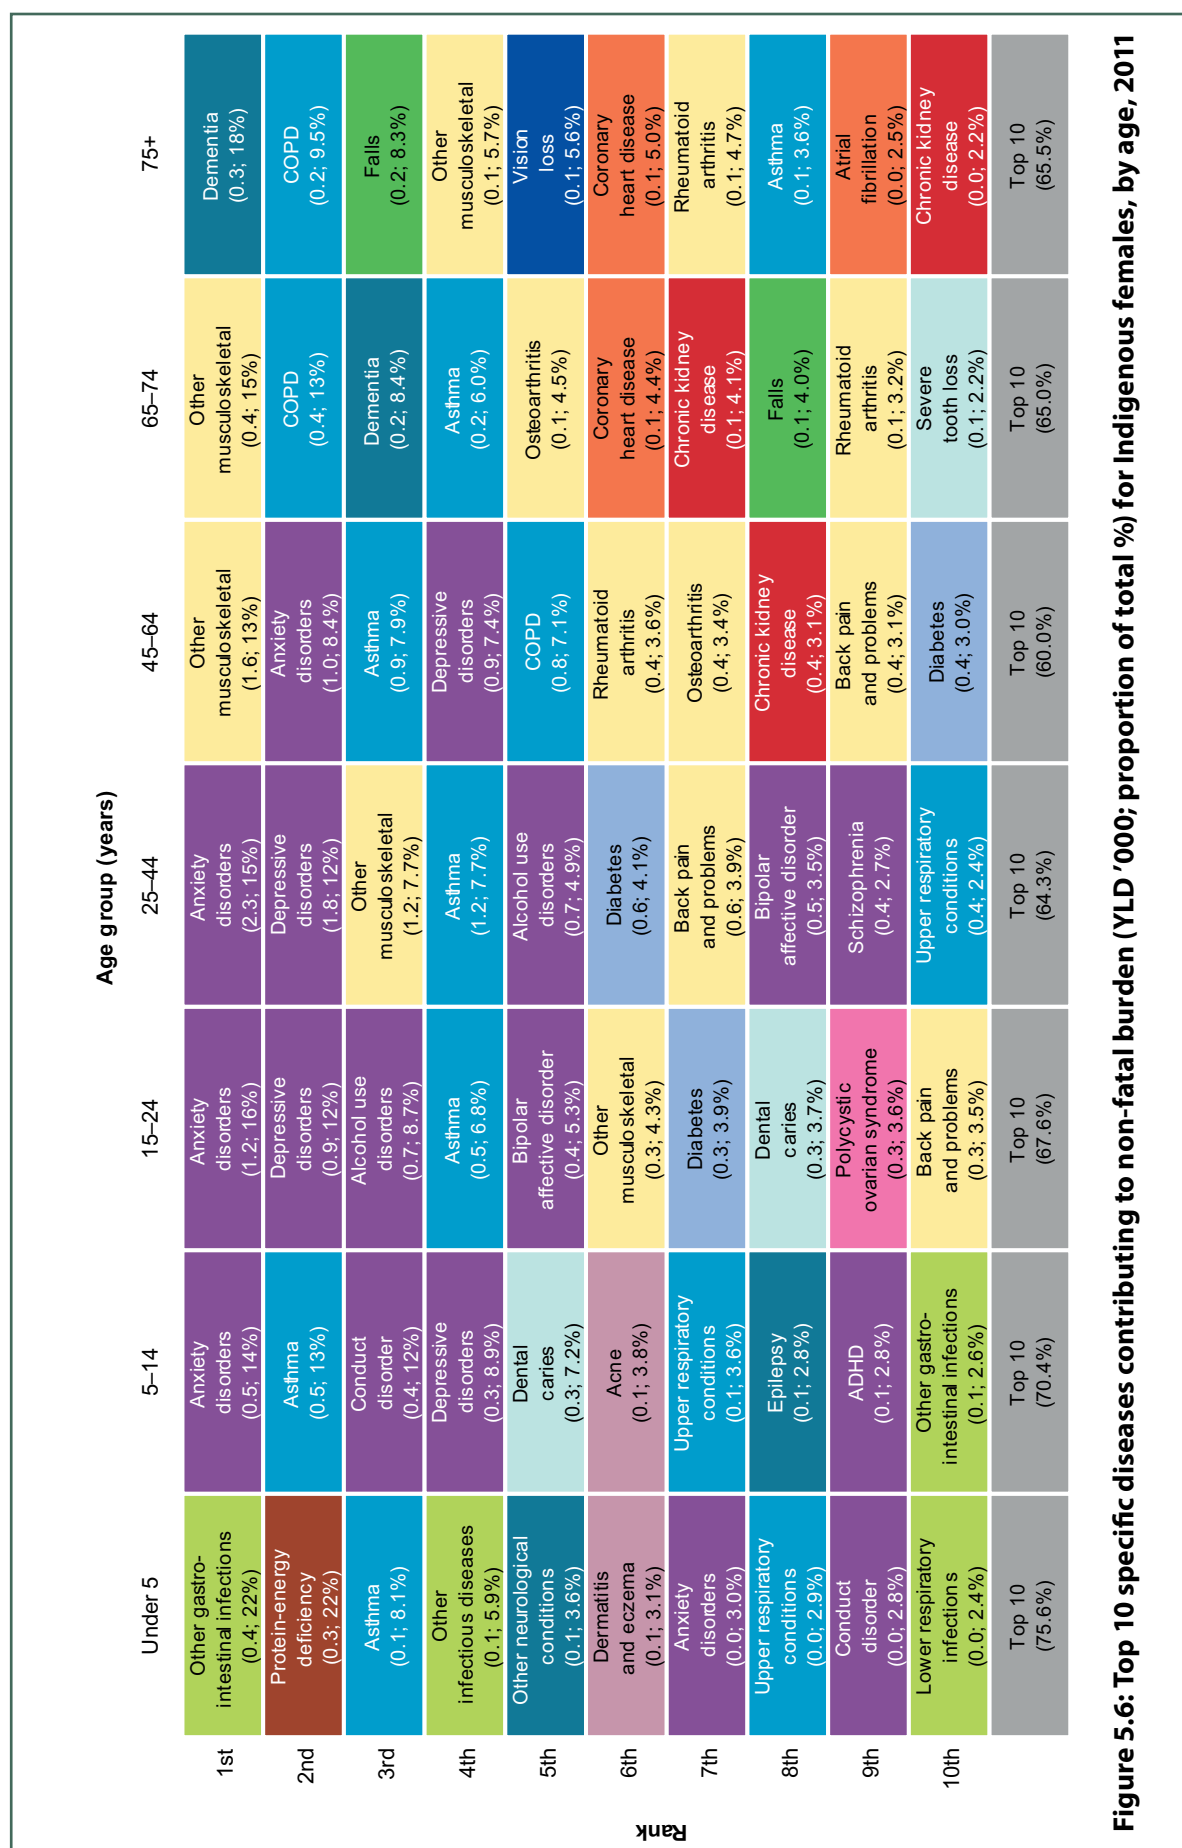 Age group (years)
Under 5
5–14
15–24
25–44
45–64
65–74
75+
Rank
1st
Other gastro-
intestinal infections
(0.4; 22%)
Anxiety
disorders
(0.5; 14%)
Anxiety
disorders
(1.2; 16%)
Anxiety
disorders
(2.3; 15%)
Other
musculoskeletal
(1.6; 13%)
Other
musculoskeletal
(0.4; 15%)
Dementia
(0.3; 18%)
2nd
Protein-energy
deficiency
(0.3; 22%)
Asthma
(0.5; 13%)
Depressive
disorders
(0.9; 12%)
Depressive
disorders
(1.8; 12%)
Anxiety
disorders
(1.0; 8.4%)
COPD
(0.4; 13%)
COPD
(0.2; 9.5%)
3rd
Asthma
(0.1; 8.1%)
Conduct
disorder
(0.4; 12%)
Alcohol use
disorders
(0.7; 8.7%)
Other
musculoskeletal
(1.2; 7.7%)
Asthma
(0.9; 7.9%)
Dementia
(0.2; 8.4%)
Falls
(0.2; 8.3%)
4th
Other
infectious diseases
(0.1; 5.9%)
Depressive
disorders
(0.3; 8.9%)
Asthma
(0.5; 6.8%)
Asthma
(1.2; 7.7%)
Depressive
disorders
(0.9; 7.4%)
Asthma
(0.2; 6.0%)
Other
musculoskeletal
(0.1; 5.7%)
5th
Other neurological
conditions
(0.1; 3.6%)
Dental
caries
(0.3; 7.2%)
Bipolar
affective disorder
(0.4; 5.3%)
Alcohol use
disorders
(0.7; 4.9%)
COPD
(0.8; 7.1%)
Osteoarthritis
(0.1; 4.5%)
Vision
loss
(0.1; 5.6%)
6th
Dermatitis
and eczema
(0.1; 3.1%)
Acne
(0.1; 3.8%)
Other
musculoskeletal
(0.3; 4.3%)
Diabetes
(0.6; 4.1%)
Rheumatoid
arthritis
(0.4; 3.6%)
Coronary
heart disease
(0.1; 4.4%)
Coronary
heart disease
(0.1; 5.0%)
7th
Anxiety
disorders
(0.0; 3.0%)
Upper respiratory
conditions
(0.1; 3.6%)
Diabetes
(0.3; 3.9%)
Back pain
and problems
(0.6; 3.9%)
Osteoarthritis
(0.4; 3.4%)
Chronic kidney
disease
(0.1; 4.1%)
Rheumatoid
arthritis
(0.1; 4.7%)
8th
Upper respiratory
conditions
(0.0; 2.9%)
Epilepsy
(0.1; 2.8%)
Dental
caries
(0.3; 3.7%)
Bipolar
affective disorder
(0.5; 3.5%)
Chronic kidney
disease
(0.4; 3.1%)
Falls
(0.1; 4.0%)
Asthma
(0.1; 3.6%)
9th
Conduct
disorder
(0.0; 2.8%)
ADHD
(0.1; 2.8%)
Polycystic
ovarian syndrome
(0.3; 3.6%)
Schizophrenia
(0.4; 2.7%)
Back pain
and problems
(0.4; 3.1%)
Rheumatoid
arthritis
(0.1; 3.2%)
Atrial
fibrillation
(0.0; 2.5%)
10th
Lower respiratory
infections
(0.0; 2.4%)
Other gastro-
intestinal infections
(0.1; 2.6%)
Back pain
and problems
(0.3; 3.5%)
Upper respiratory
conditions
(0.4; 2.4%)
Diabetes
(0.4; 3.0%)
Severe
tooth loss
(0.1; 2.2%)
Chronic kidney
disease
(0.0; 2.2%)
Top 10
(75.6%)
Top 10
(70.4%)
Top 10
(67.6%)
Top 10
(64.3%)
Top 10
(60.0%)
Top 10
(65.0%)
Top 10
(65.5%)
Figure 5.6: Top 10 specific diseases contributing to non-fatal burden (YLD ’000; proportion of total %) for Indigenous females, by age, 2011